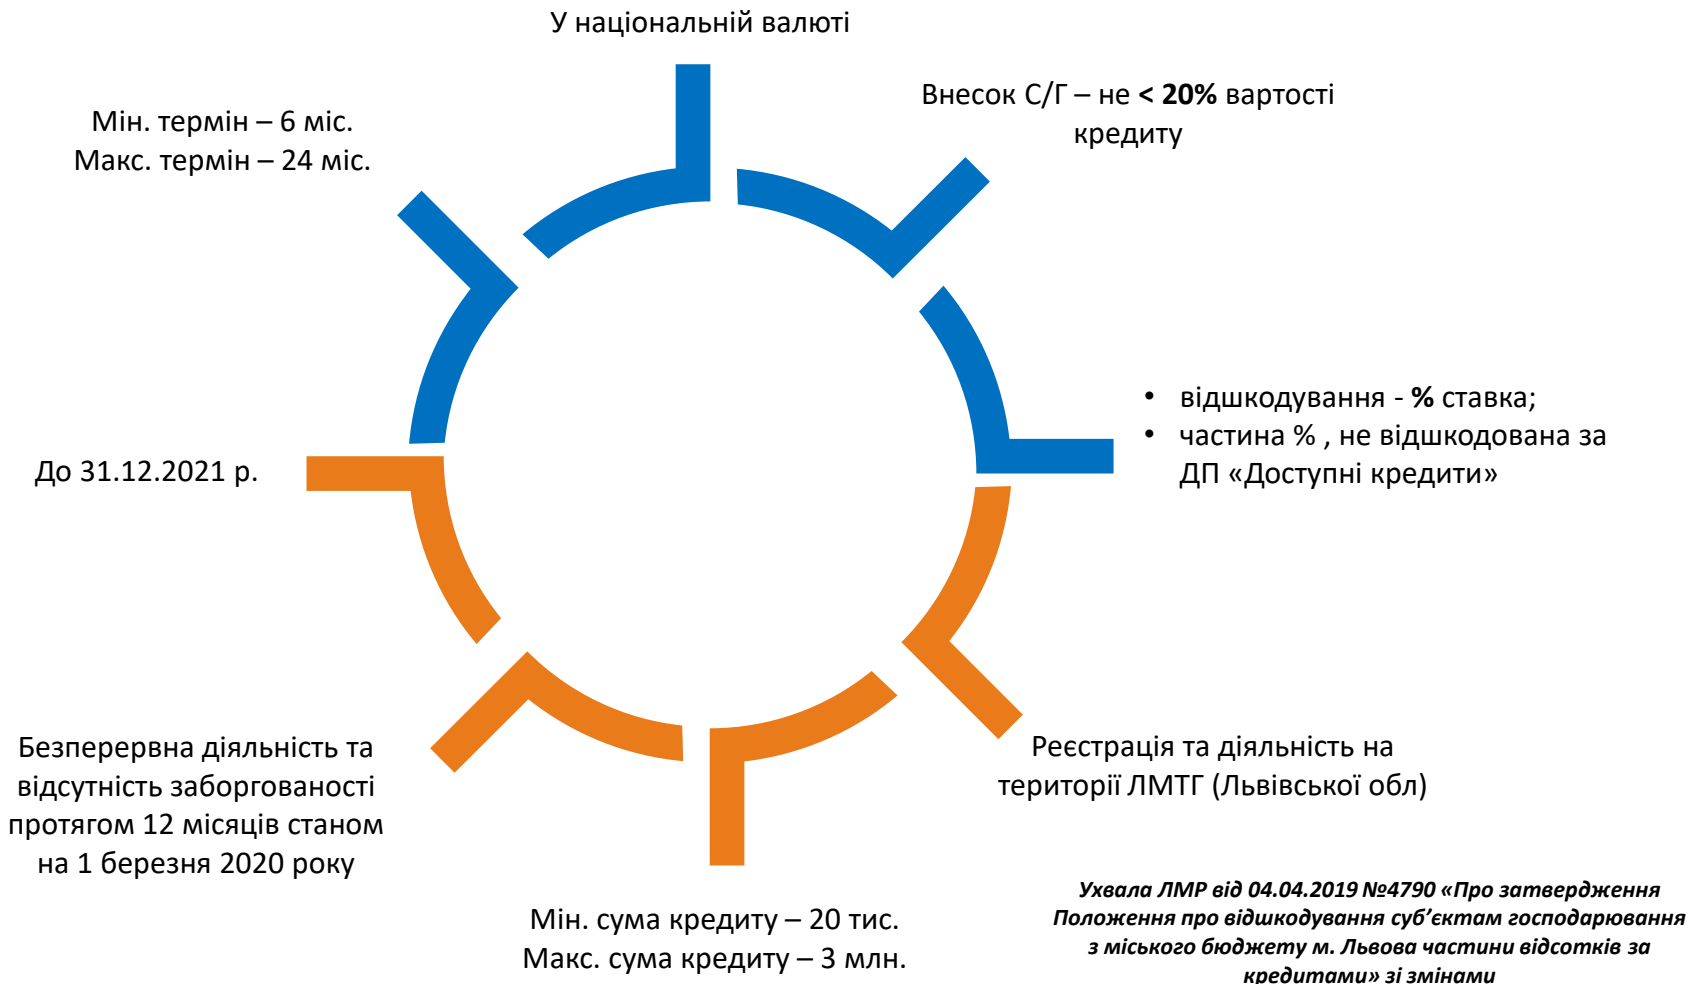 У національній валюті
Внесок С/Г – не < 20% вартості
кредиту
Мін. термін – 6 міс.
Макс. термін – 24 міс.
• відшкодування - % ставка;
• частина % , не відшкодована за
ДП «Доступні кредити»
До 31.12.2021 р.
Реєстрація та діяльність на
території ЛМТГ (Львівської обл)
Безперервна діяльність та
відсутність заборгованості
протягом 12 місяців станом
на 1 березня 2020 року
Мін. сума кредиту – 20 тис.
Макс. сума кредиту – 3 млн.
Ухвала ЛМР від 04.04.2019 №4790 «Про затвердження
Положення про відшкодування суб’єктам господарювання
з міського бюджету м. Львова частини відсотків за
кредитами» зі змінами